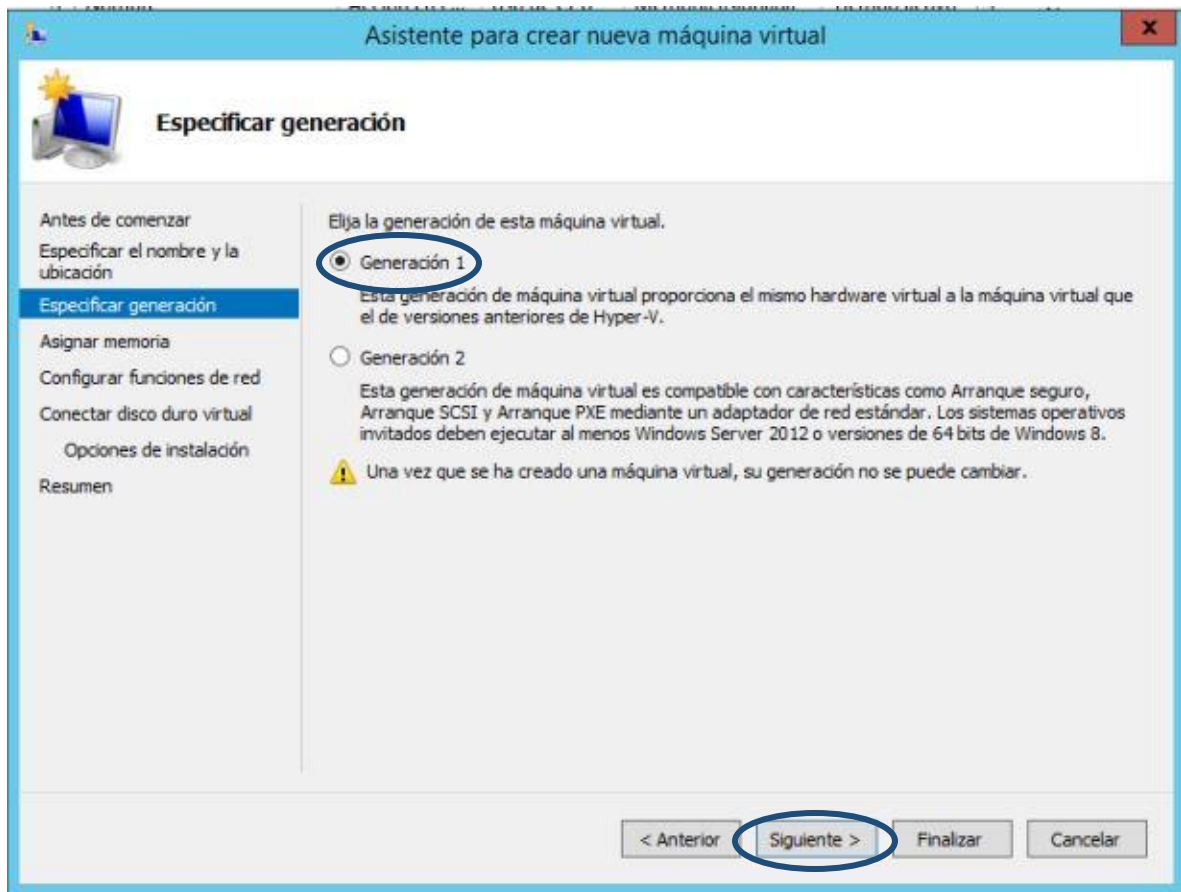 Asistente para crear nueva máquina virtual
x
Especificar generación
Antes de comenzar
Especificar el nombre y la
ubicación
Especificar generación
Asignar memoria
Configurar funciones de red
Conectar disco duro virtual
Opciones de instalación
Resumen
Elija la generación de esta máquina virtual.
Generación 1
Esta generación de máquina virtual proporciona el mismo hardware virtual a la máquina virtual que
el de versiones anteriores de Hyper-V.
Generación 2
Esta generación de máquina virtual es compatible con características como Arranque seguro,
Arranque SCSI y Arranque PXE mediante un adaptador de red estándar. Los sistemas operativos
invitados deben ejecutar al menos Windows Server 2012 o versiones de 64 bits de Windows 8.
Una vez que se ha creado una máquina virtual, su generación no se puede cambiar.
< Anterior
Siguiente >
Finalizar
Cancelar